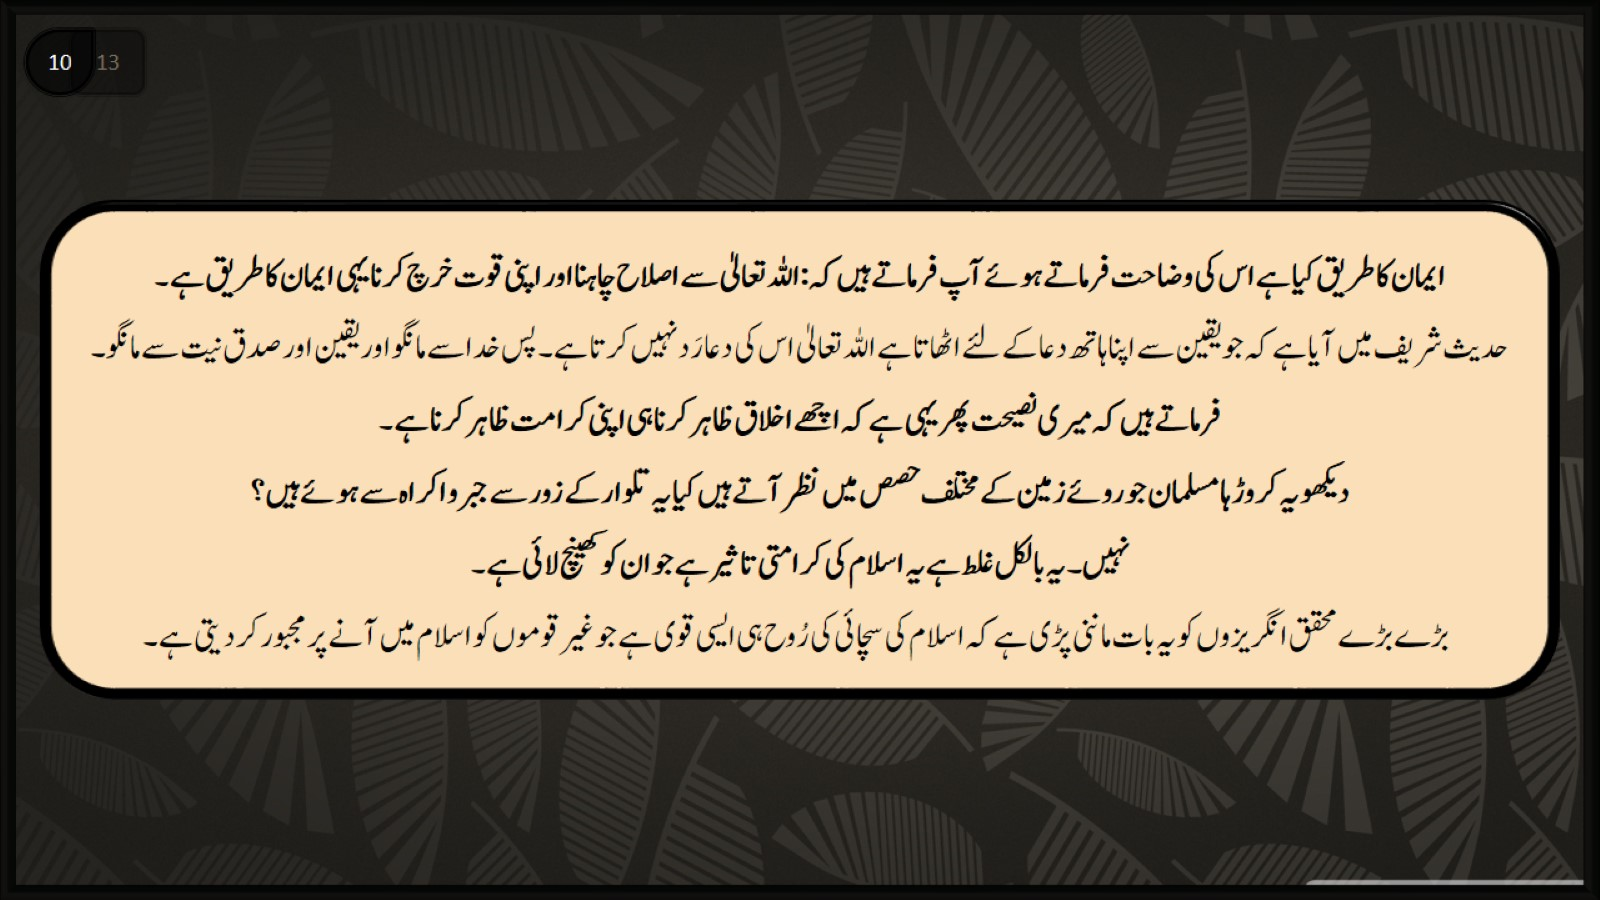 10 13
ایمان کا طریق کیا ہے اس کی وضاحت فرماتے ہوئے آپ فرماتے ہیں کہ: اللہ تعالیٰ سے اصلاح چاہنا اور اپنی قوت خرچ کرنا یہی ایمان کا طریق ہے۔
حدیث شریف میں آیا ہے کہ جو یقین سے اپنا ہاتھ دعا کے لئے اٹھاتا ہے اللہ تعالیٰ اس کی دعا رَد نہیں کرتا ہے۔ پس خدا سے مانگو اور یقین اور صدق نیت سے مانگو۔
فرماتے ہیں کہ میری نصیحت پھر یہی ہے کہ اچھے اخلاق ظاہر کرنا ہی اپنی کرامت ظاہر کرنا ہے۔
دیکھو یہ کروڑہا مسلمان جو روئے زمین کے مختلف حصص میں نظر آتے ہیں کیا یہ تلوار کے زور سے جبر و اکراہ سے ہوئے ہیں؟
نہیں۔ یہ بالکل غلط ہے یہ اسلام کی کرامتی تاثیر ہے جو ان کو کھینچ لائی ہے۔
بڑے بڑے محقق انگریزوں کو یہ بات ماننی پڑی ہے کہ اسلام کی سچائی کی رُوح ہی ایسی قوی ہے جو غیر قوموں کو اسلام میں آنے پر مجبور کر دیتی ہے۔